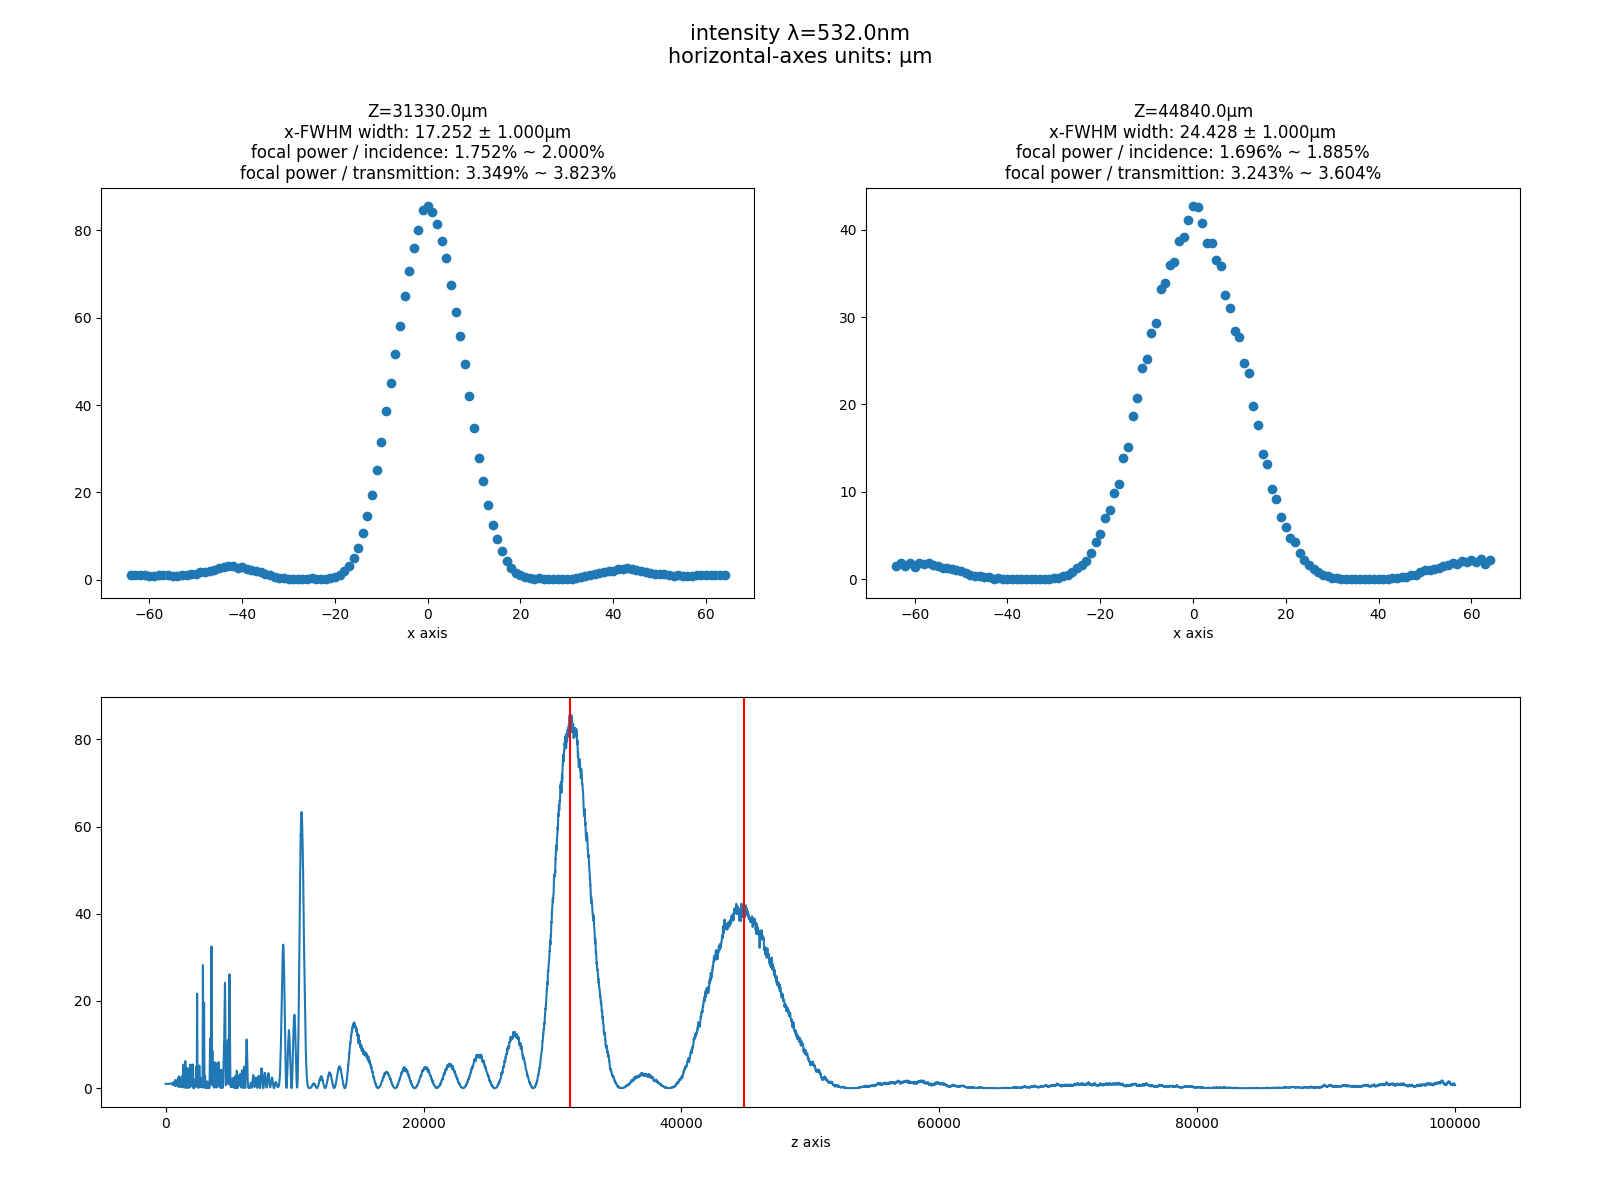 intensity λ=532.0nm
horizontal-axes units: μm
Z=31330.0μm
x-FWHM width: 17.252 ± 1.000μm
focal power / incidence: 1.752% ~ 2.000%
focal power / transmittion: 3.349% ~ 3.823%
80
60
40
20
0
−60
−40
−20
0
20
40
60
x axis
Z=44840.0μm
x-FWHM width: 24.428 ± 1.000μm
focal power / incidence: 1.696% ~ 1.885%
focal power / transmittion: 3.243% ~ 3.604%
40
30
20
10
0
−60
−40
−20
0
20
40
60
x axis
80
60
40
20
0
0
20000
40000
60000
80000
100000
z axis